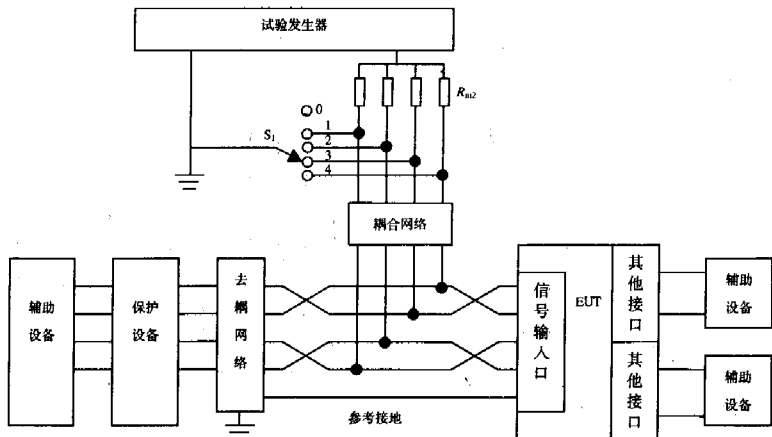 试验发生器
R_m2
0
1
S₁
2
3
4
耦合网络
辅助
设备
保护
设备
去耦网络
信号输入口
EUT
其他接口
辅助
设备
其他接口
辅助
设备
参考接地